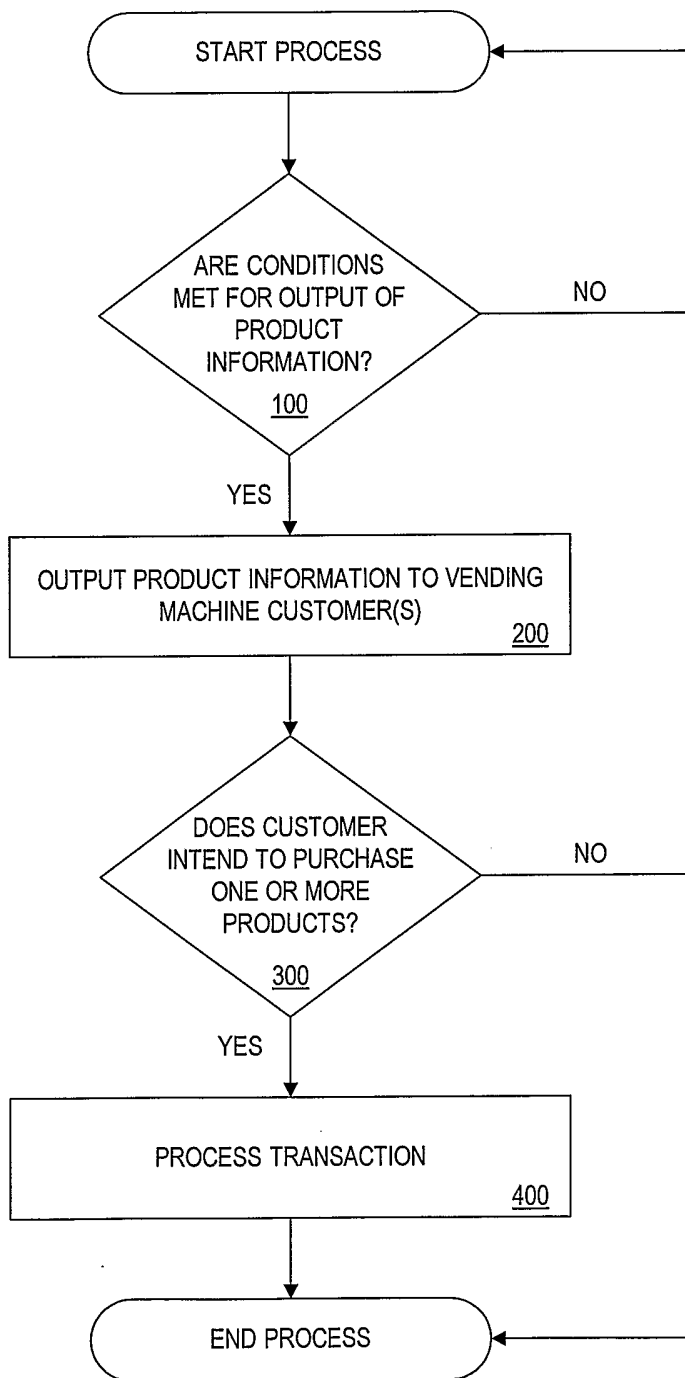 START PROCESS
ARE CONDITIONS
MET FOR OUTPUT OF
PRODUCT
INFORMATION?
100
NO
YES
OUTPUT PRODUCT INFORMATION TO VENDING
MACHINE CUSTOMER(S)
200
DOES CUSTOMER
INTEND TO PURCHASE
ONE OR MORE
PRODUCTS?
300
NO
YES
PROCESS TRANSACTION
400
END PROCESS